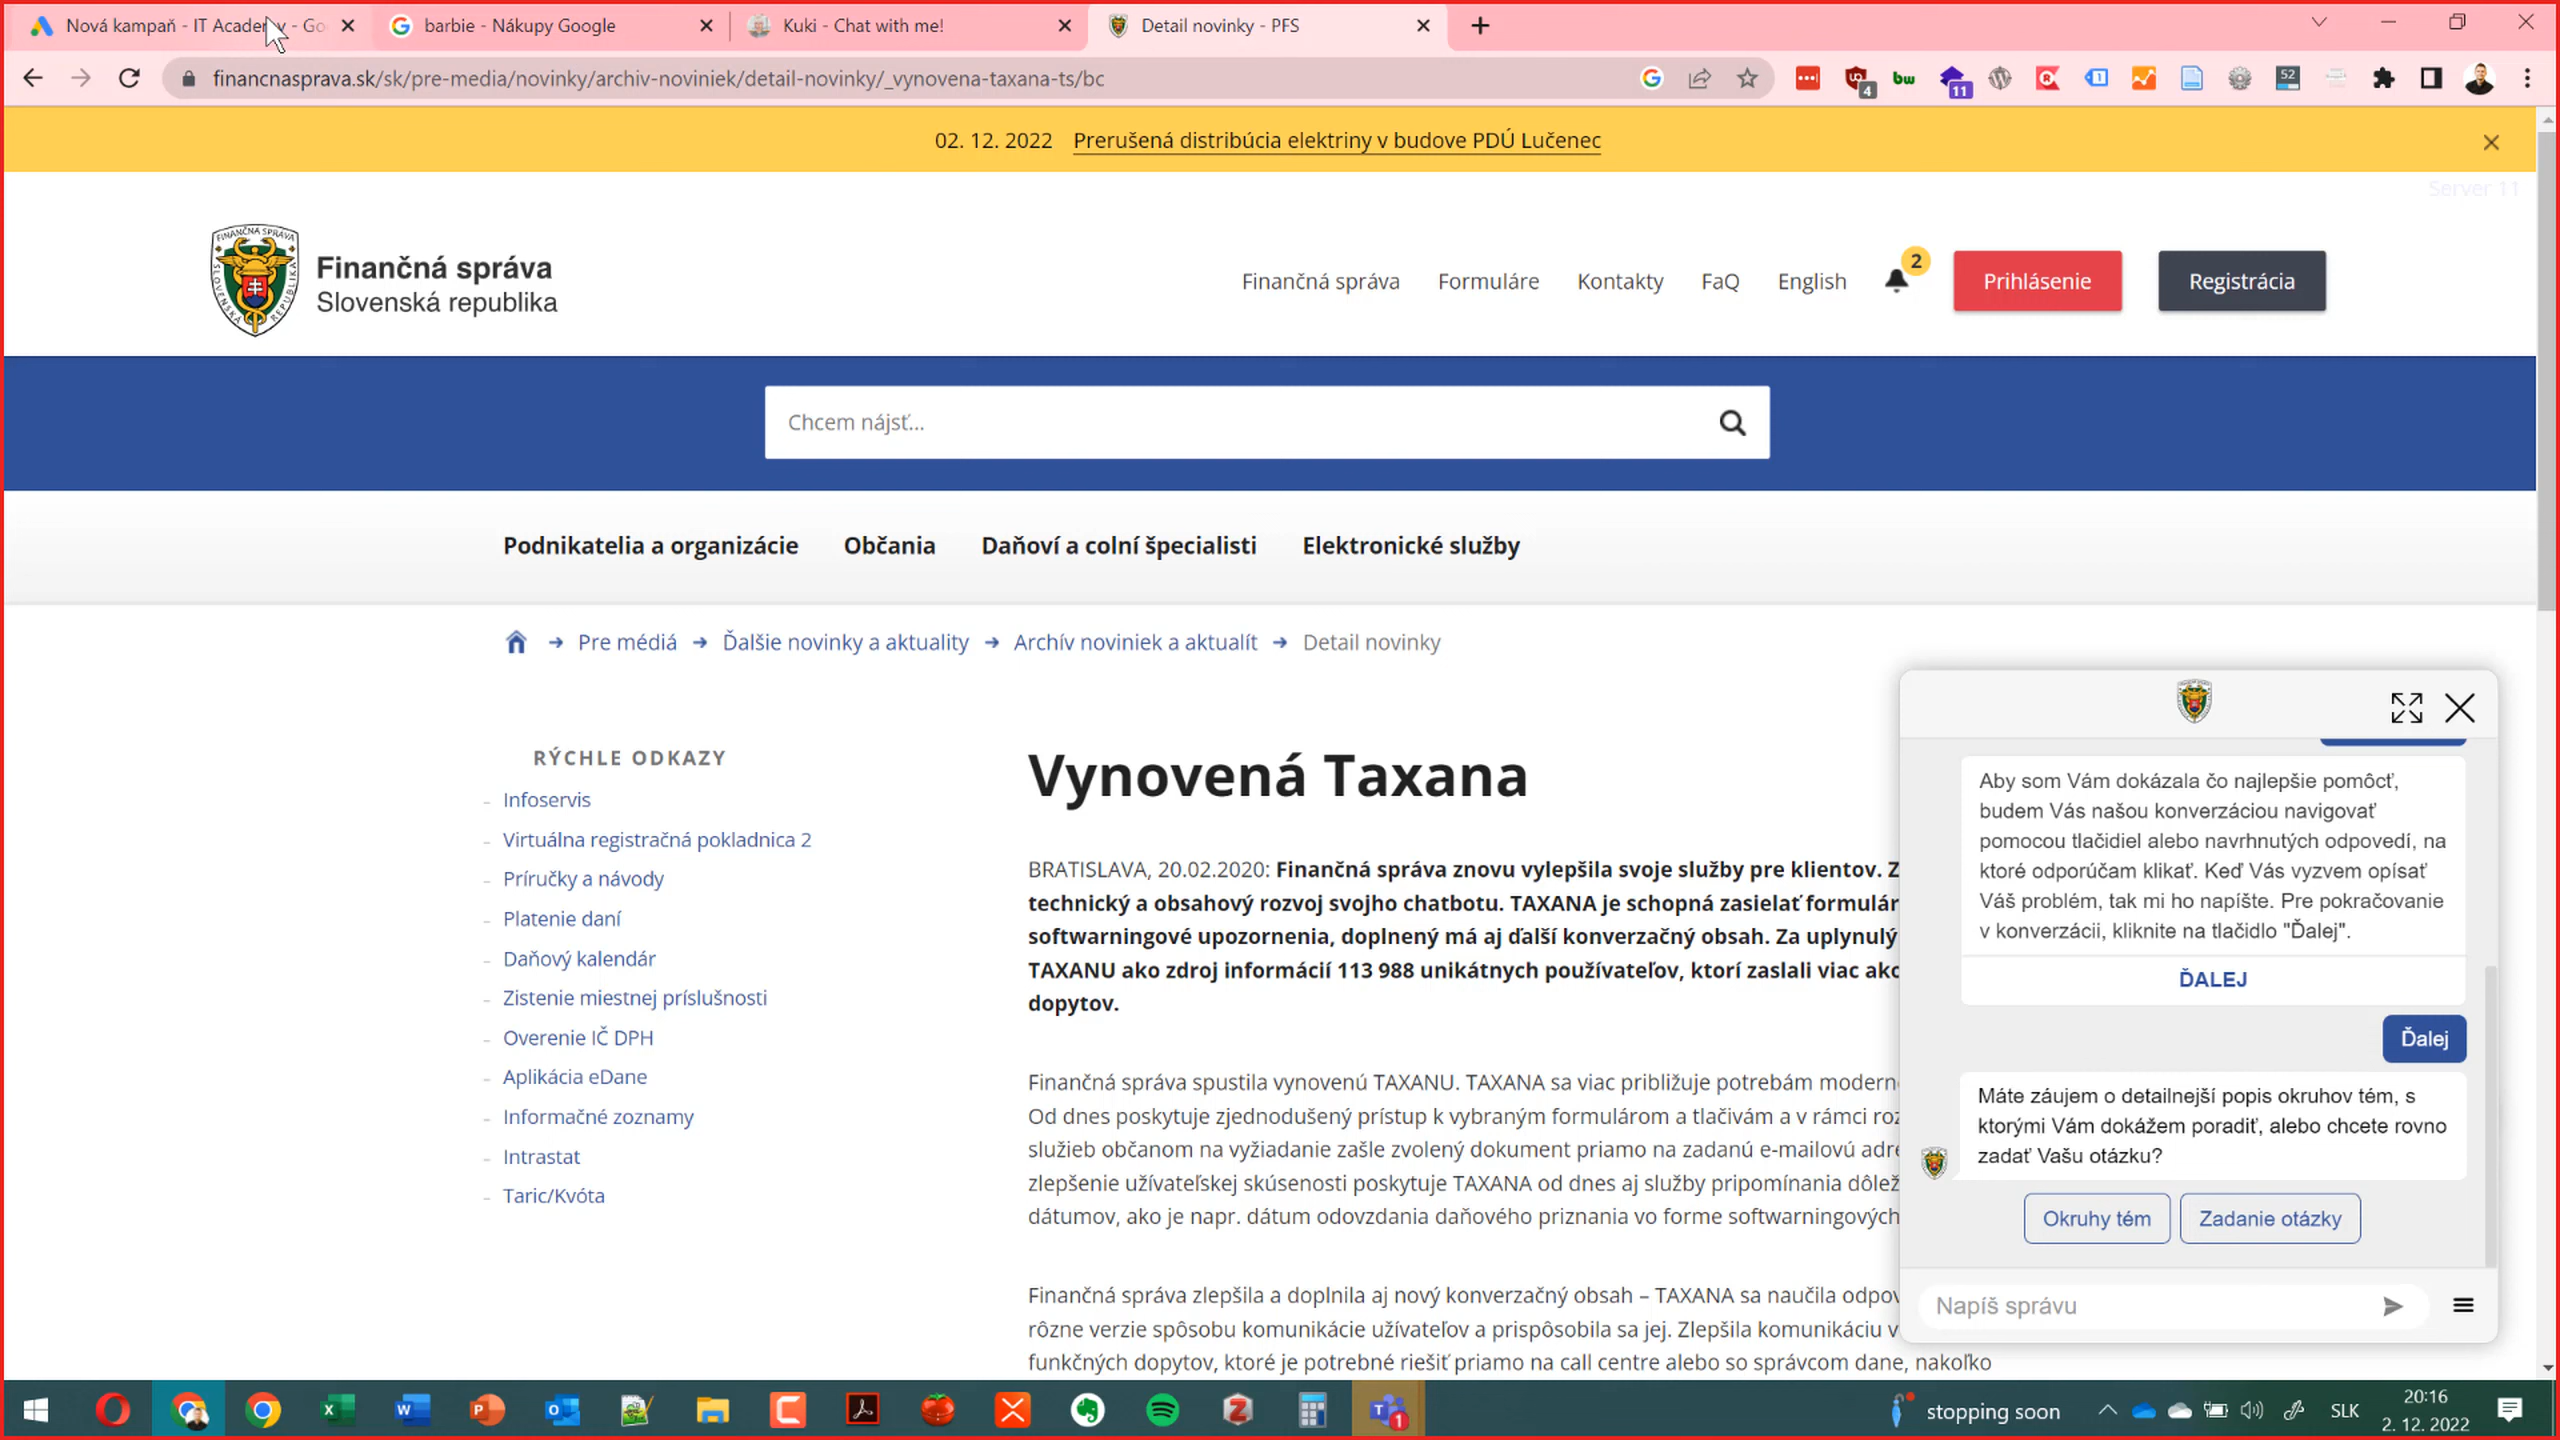 Nová kampaň - IT Academy - Go
barbie - Nákupy Google
Kuki - Chat with me!
Detail novinky - PFS
financnasprava.sk/sk/pre-media/novinky/archiv-noviniek/detail-novinky/_vynovena-taxana-ts/bc
4
bw
11
52
02. 12. 2022 Prerušená distribúcia elektriny v budove PDÚ Lučenec
Server 11
FINANČNÁ SPRÁVA
SLOVENSKÁ REPUBLIKA
Finančná správa
Slovenská republika
Finančná správa
Formuláre
Kontakty
FaQ
English
2
Prihlásenie
Registrácia
Chcem nájsť...
Podnikatelia a organizácie
Občania
Daňoví a colní špecialisti
Elektronické služby
Pre médiá
Ďalšie novinky a aktuality
Archív noviniek a aktualít
Detail novinky
RÝCHLE ODKAZY
Infoservis
Virtuálna registračná pokladnica 2
Príručky a návody
Platenie daní
Daňový kalendár
Zistenie miestnej príslušnosti
Overenie IČ DPH
Aplikácia eDane
Informačné zoznamy
Intrastat
Taric/Kvóta
Vynovená Taxana
BRATISLAVA, 20.02.2020: Finančná správa znovu vylepšila svoje služby pre klientov. Z
technický a obsahový rozvoj svojho chatbotu. TAXANA je schopná zasielať formulár
softwarningové upozornenia, doplnený má aj ďalší konverzačný obsah. Za uplynulý
TAXANU ako zdroj informácií 113 988 unikátnych používateľov, ktorí zaslali viac ako
dopytov.
Finančná správa spustila vynovenú TAXANU. TAXANA sa viac približuje potrebám modern
Od dnes poskytuje zjednodušený prístup k vybraným formulárom a tlačivám a v rámci roz
služieb občanom na vyžiadanie zašle zvolený dokument priamo na zadanú e-mailovú adre
zlepšenie užívateľskej skúsenosti poskytuje TAXANA od dnes aj služby pripomínania dôlež
dátumov, ako je napr. dátum odovzdania daňového priznania vo forme softwarningových
Finančná správa zlepšila a doplnila aj nový konverzačný obsah – TAXANA sa naučila odpov
rôzne verzie spôsobu komunikácie užívateľov a prispôsobila sa jej. Zlepšila komunikáciu v
funkčných dopytov, ktoré je potrebné riešiť priamo na call centre alebo so správcom dane, nakoľko
Aby som Vám dokázala čo najlepšie pomôcť,
budem Vás našou konverzáciou navigovať
pomocou tlačidiel alebo navrhnutých odpovedí, na
ktoré odporúčam klikať. Keď Vás vyzvem opísať
Váš problém, tak mi ho napíšte. Pre pokračovanie
v konverzácii, kliknite na tlačidlo "Ďalej".
ĎALEJ
Ďalej
Máte záujem o detailnejší popis okruhov tém, s
ktorými Vám dokážem poradiť, alebo chcete rovno
zadať Vašu otázku?
Okruhy tém
Zadanie otázky
Napíš správu
stopping soon
SLK
20:16
2. 12. 2022